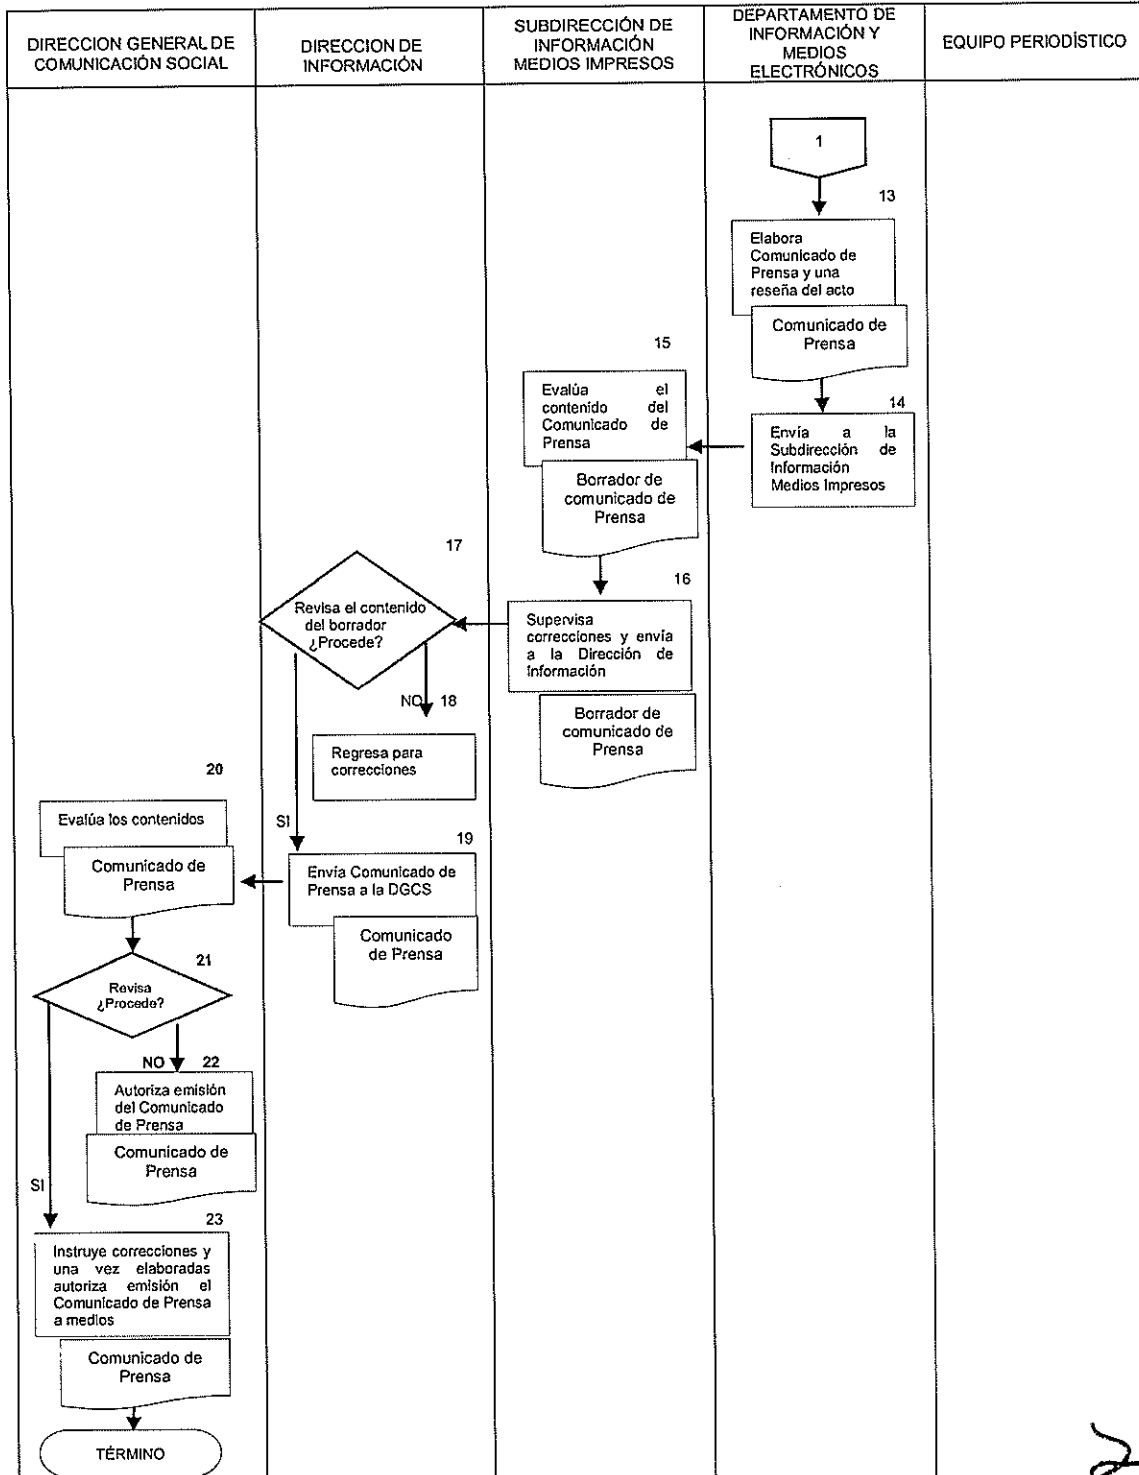 DIRECCION GENERAL DE
COMUNICACIÓN SOCIAL
DIRECCION DE
INFORMACIÓN
SUBDIRECCIÓN DE
INFORMACIÓN
MEDIOS IMPRESOS
DEPARTAMENTO DE
INFORMACIÓN Y
MEDIOS
ELECTRÓNICOS
EQUIPO PERIODÍSTICO
1
13
Elabora
Comunicado de
Prensa y una
reseña del acto
Comunicado de
Prensa
14
Envía a la
Subdirección de
Información
Medios Impresos
15
Evalúa el
contenido del
Comunicado de
Prensa
Borrador de
comunicado de
Prensa
16
Supervisa
correcciones y envía
a la Dirección de
Información
Borrador de
comunicado de
Prensa
17
Revisa el contenido
del borrador
¿Procede?
NO 18
Regresa para
correcciones
SI
19
Envía Comunicado de
Prensa a la DGCS
Comunicado
de Prensa
20
Evalúa los contenidos
Comunicado de
Prensa
21
Revisa
¿Procede?
NO 22
Autoriza emisión
del Comunicado
de Prensa
Comunicado de
Prensa
SI
23
Instruye correcciones y
una vez elaboradas
autoriza emisión el
Comunicado de Prensa
a medios
Comunicado de
Prensa
TÉRMINO